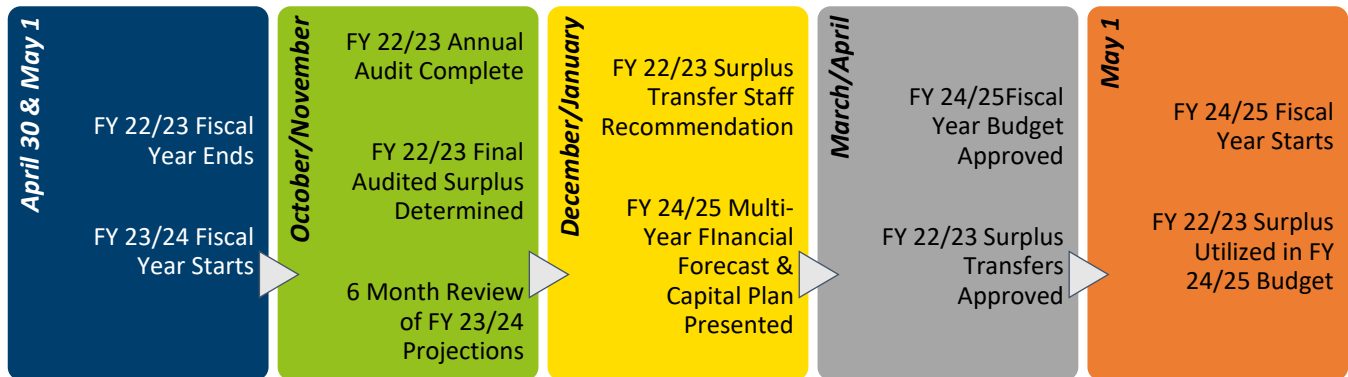 April 30 & May 1
FY 22/23 Fiscal
Year Ends
FY 23/24 Fiscal
Year Starts
October/November
FY 22/23 Annual
Audit Complete
FY 22/23 Final
Audited Surplus
Determined
6 Month Review
of FY 23/24
Projections
December/January
FY 22/23 Surplus
Transfer Staff
Recommendation
FY 24/25 Multi-
Year FInancial
Forecast &
Capital Plan
Presented
March/April
FY 24/25Fiscal
Year Budget
Approved
FY 22/23 Surplus
Transfers
Approved
May 1
FY 24/25 Fiscal
Year Starts
FY 22/23 Surplus
Utilized in FY
24/25 Budget